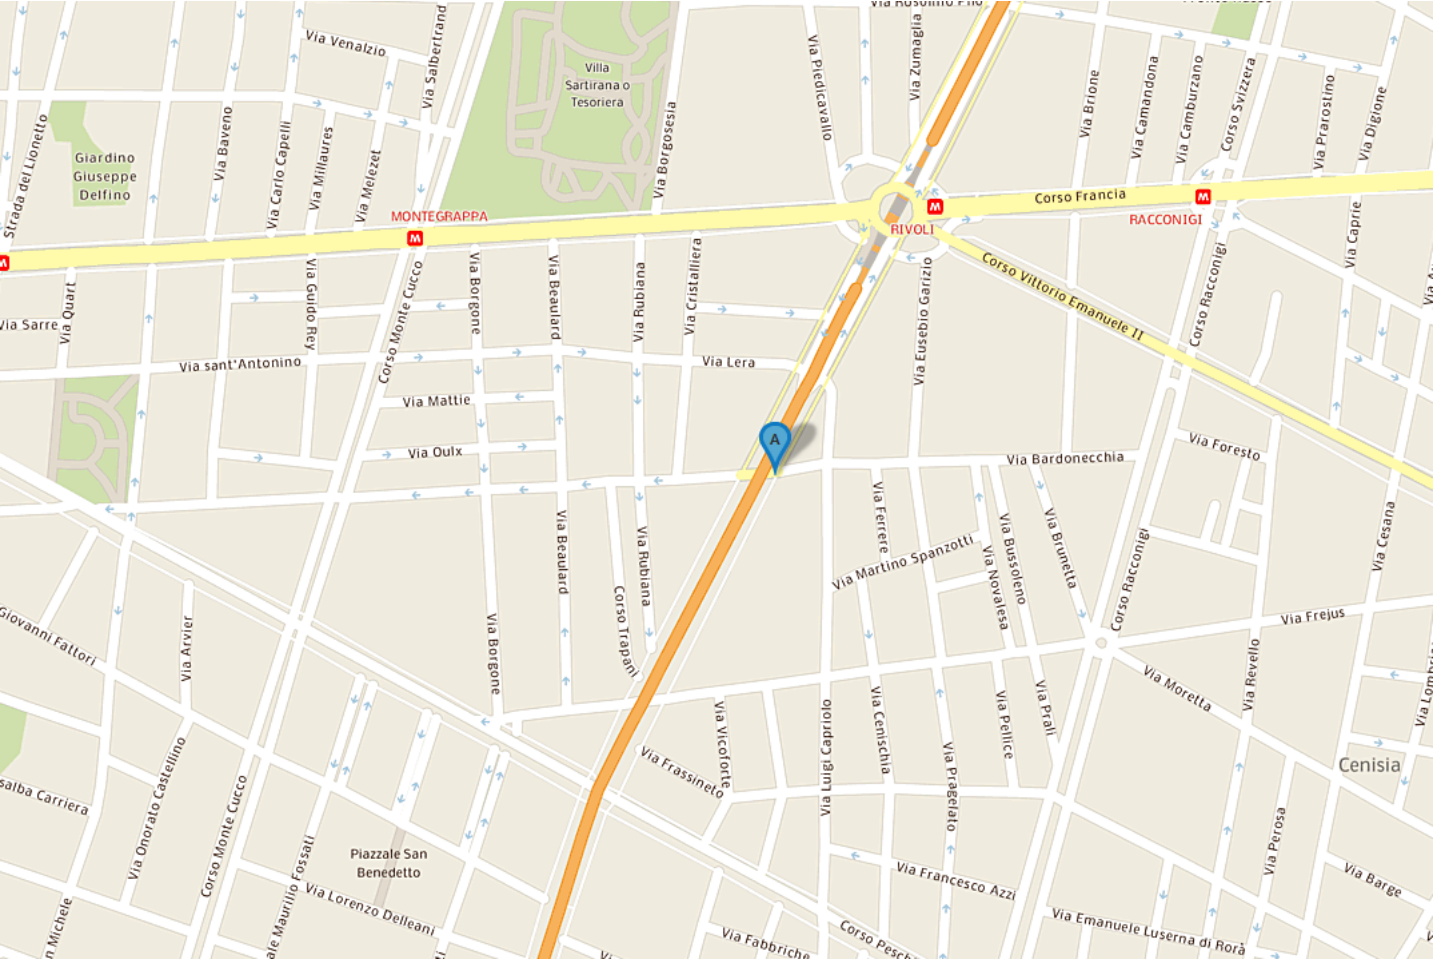 Via Rosolino Pilo
Via Venalzio
Via Salbertrand
Villa
Sartirana o
Tesoriera
Via Piedicavallo
Via Zumaglia
Via Brione
Via Camandona
Via Camburzano
Corso Svizzera
Via Prarostino
Via Diglione
Strada del Lionetto
Giardino
Giuseppe
Delfino
Via Baveno
Via Carlo Capelli
Via Millaures
Via Melezet
Via Borgosesia
MONTEGRAPPA
M
M
M
M
RIVOLI
Corso Francia
RACCONIGI
Via Caprie
Via Sarre
Via Quart
Via Guido Rey
Corso Monte Cucco
Via Borgone
Via Beaulard
Via Rubiana
Via Cristalliera
Via Eusebio Garizio
Corso Vittorio Emanuele II
Corso Racconigi
Via sant'Antonino
Via Lera
Via Mattie
Via Oulx
A
Via Bardonecchia
Via Foresto
Via Ferrere
Via Martino Spanzotti
Via Novalesa
Via Bussoleno
Via Brunetta
Corso Racconigi
Via Cesana
Via Beaulard
Via Rubiana
Corso Trapani
Via Borgone
Giovanni Fattori
Via Arvier
Via Frejus
Via Revello
Via Moretta
Via Prali
Via Pellice
Via Cenischia
Via Pragelato
Via Luigi Capriolo
Via Vicoforte
Via Frassineto
Cenisia
salba Carriera
Via Onorato Castellino
Corso Monte Cucco
ale Maurilio Fossati
Piazzale San
Benedetto
Via Lorenzo Delleani
n Michele
Via Perosa
Via Barge
Via Francesco Azzi
Via Emanuele Luserna di Rorà
Via Fabbriche
Corso Pesch